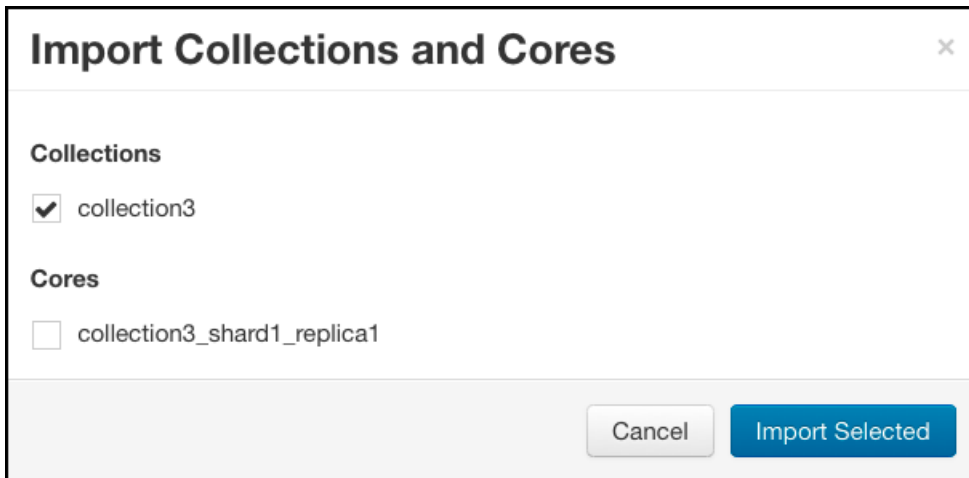 Import Collections and Cores ×
Collections
collection3
Cores
collection3_shard1_replica1
Cancel Import Selected